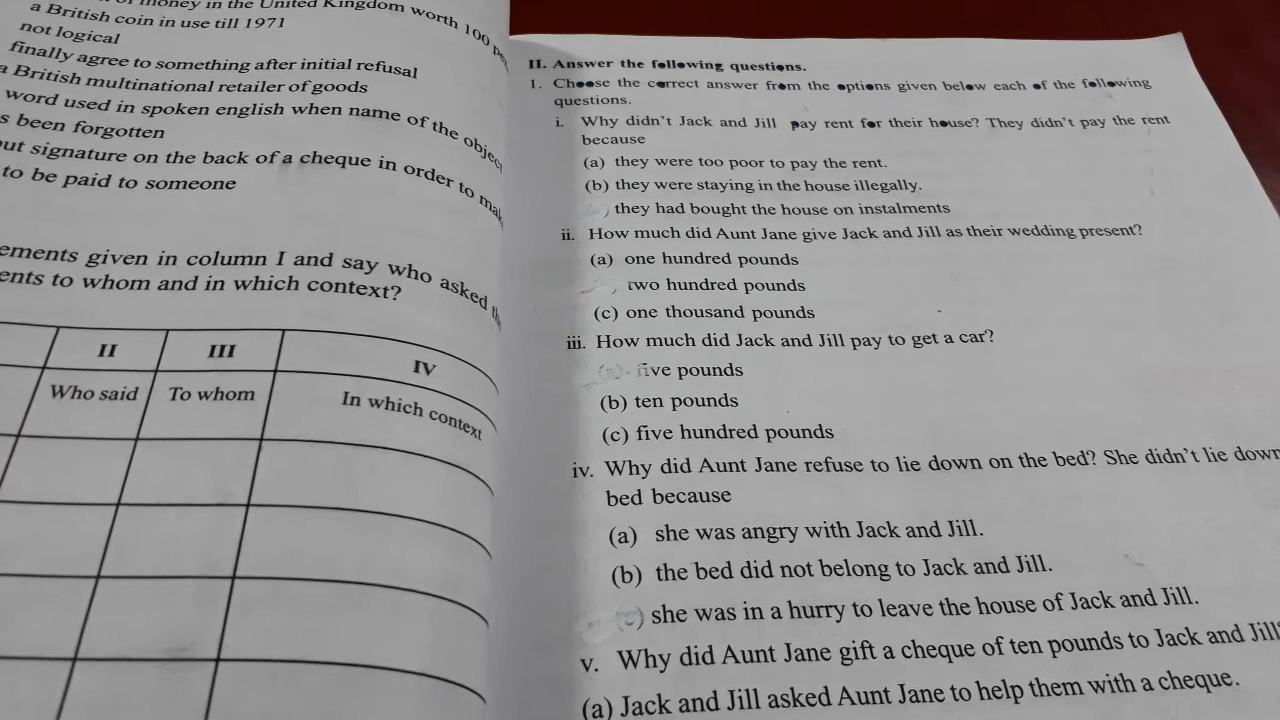 money in the United Kingdom worth 100
a British coin in use till 1971
not logical
finally agree to something after initial refusal
a British multinational retailer of goods
word used in spoken english when name of the
s been forgotten
signature on the back of a cheque in order to
to be paid to someone
given in column I and say who asked
to whom and in which context?
II III IV
Who said To whom In which context
II. Answer the following questions.
1. Choose the correct answer from the options given below each of the following
questions.
i. Why didn't Jack and Jill pay rent for their house? They didn't pay the rent
because
(a) they were too poor to pay the rent.
(b) they were staying in the house illegally.
they had bought the house on instalments
ii. How much did Aunt Jane give Jack and Jill as their wedding present?
(a) one hundred pounds
two hundred pounds
(c) one thousand pounds
iii. How much did Jack and Jill pay to get a car?
(a) five pounds
(b) ten pounds
(c) five hundred pounds
iv. Why did Aunt Jane refuse to lie down on the bed? She didn't lie down
bed because
(a) she was angry with Jack and Jill.
(b) the bed did not belong to Jack and Jill.
(c) she was in a hurry to leave the house of Jack and Jill.
v. Why did Aunt Jane gift a cheque of ten pounds to Jack and Jill
(a) Jack and Jill asked Aunt Jane to help them with a cheque.